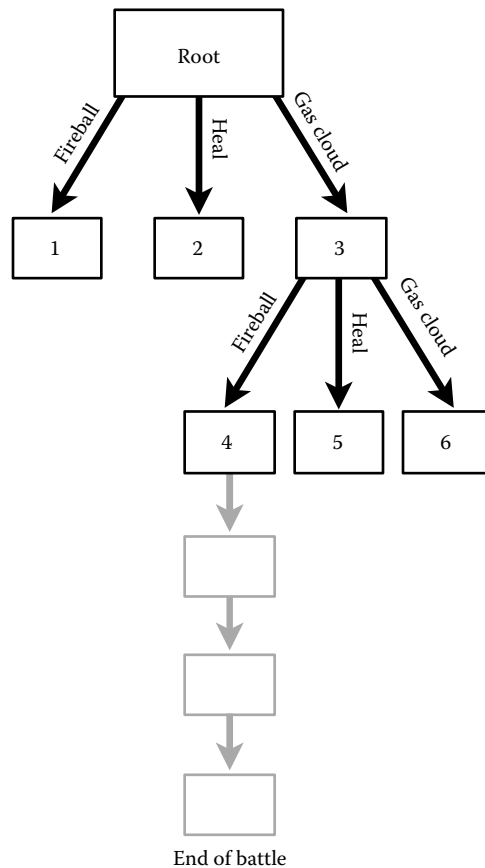 Root
Fireball
Heal
Gas cloud
1
2
3
Fireball
Heal
Gas cloud
4
5
6
End of battle